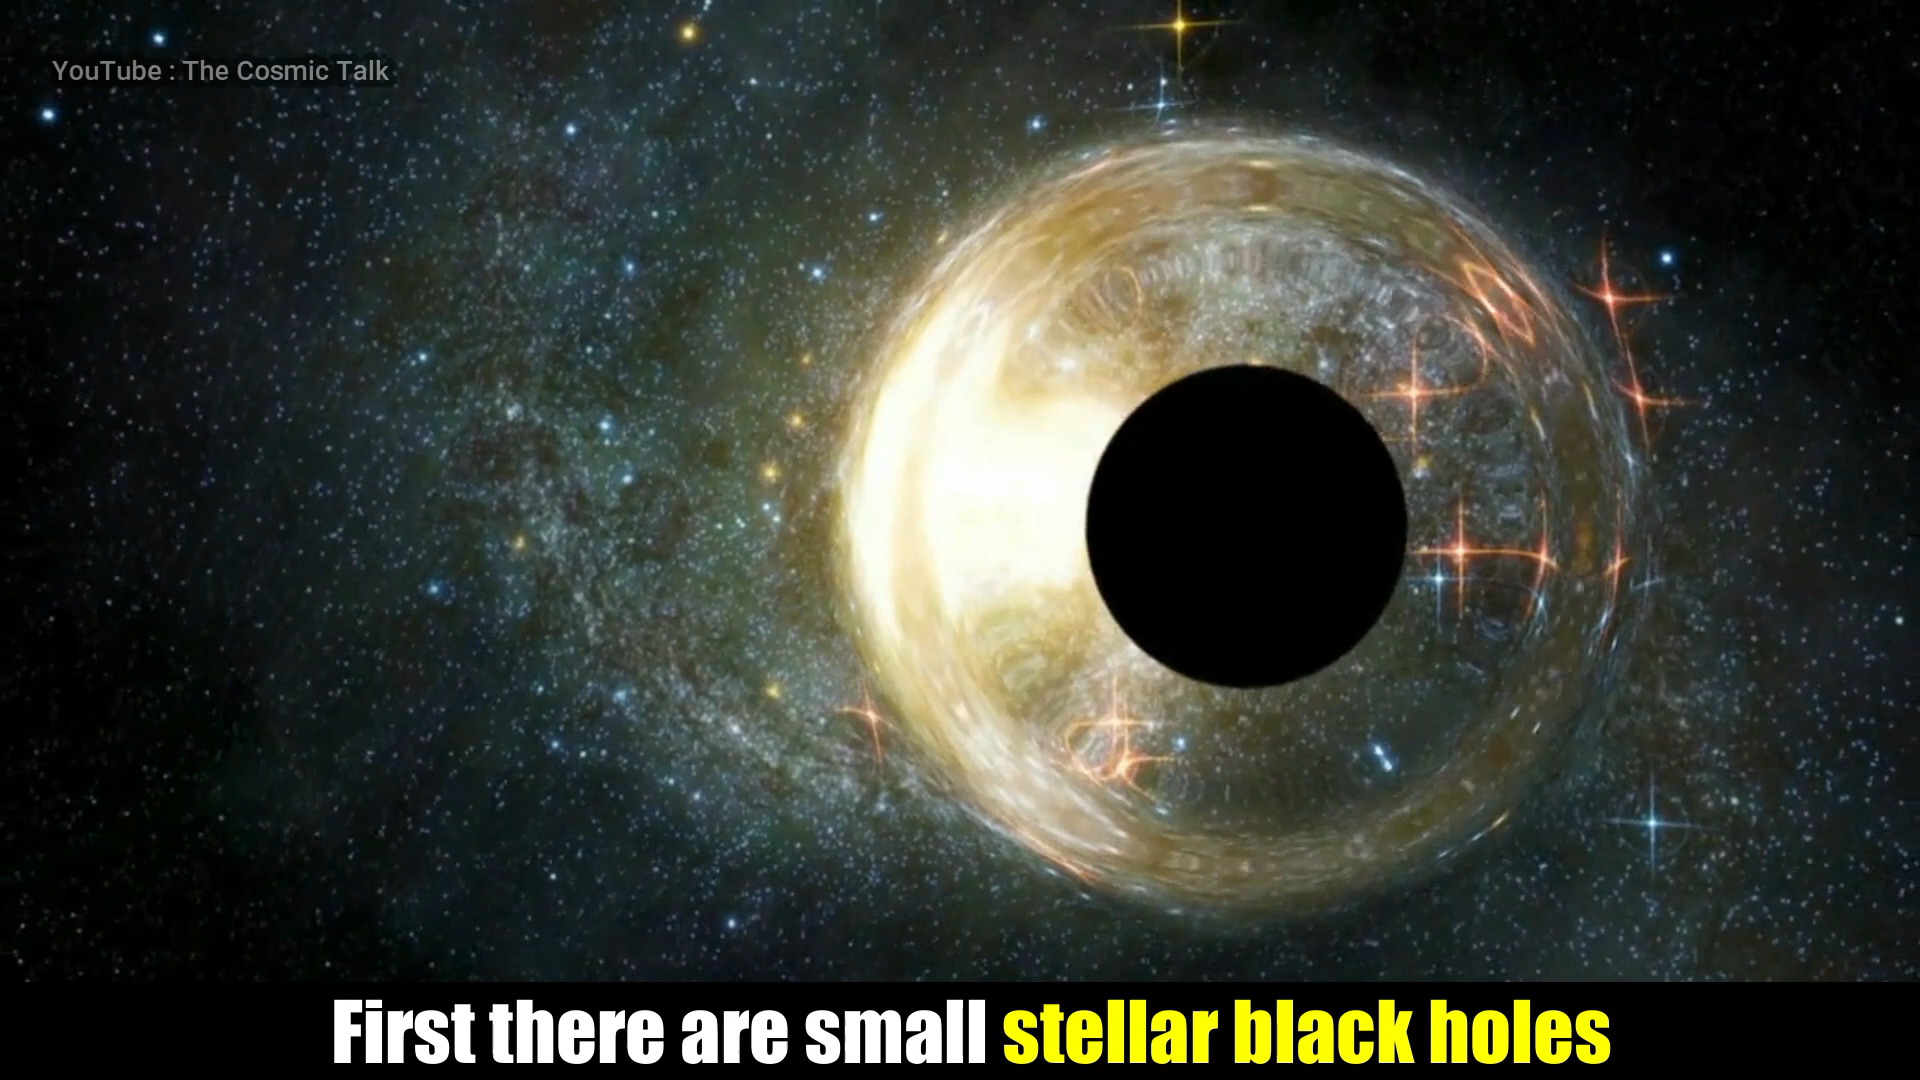 YouTube : The Cosmic Talk
First there are small stellar black holes